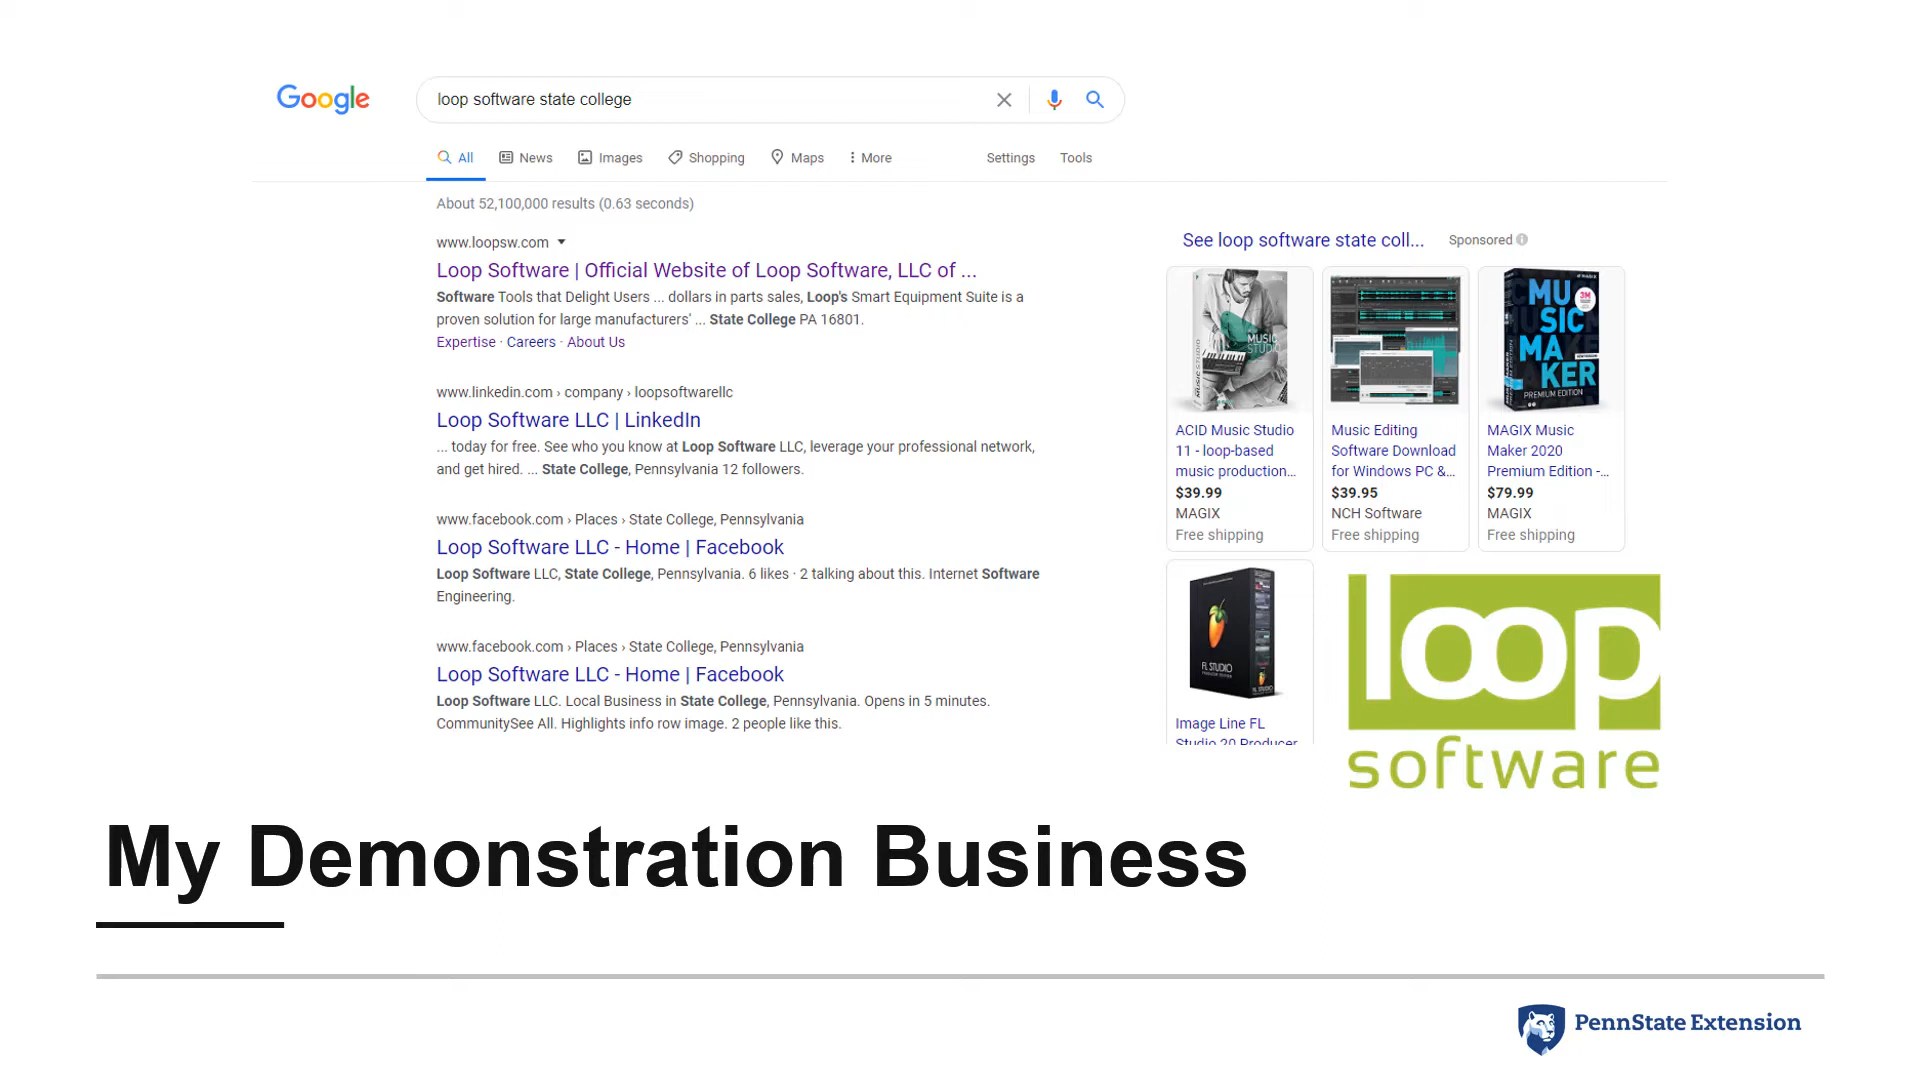 Google
loop software state college
All
News
Images
Shopping
Maps
More
Settings
Tools
About 52,100,000 results (0.63 seconds)
www.loopsw.com
Loop Software | Official Website of Loop Software, LLC of ...
Software Tools that Delight Users ... dollars in parts sales, Loop's Smart Equipment Suite is a
proven solution for large manufacturers' ... State College PA 16801.
Expertise · Careers · About Us
www.linkedin.com › company › loopsoftwarellc
Loop Software LLC | LinkedIn
... today for free. See who you know at Loop Software LLC, leverage your professional network,
and get hired. ... State College, Pennsylvania 12 followers.
www.facebook.com › Places › State College, Pennsylvania
Loop Software LLC - Home | Facebook
Loop Software LLC, State College, Pennsylvania. 6 likes · 2 talking about this. Internet Software
Engineering.
www.facebook.com › Places › State College, Pennsylvania
Loop Software LLC - Home | Facebook
Loop Software LLC. Local Business in State College, Pennsylvania. Opens in 5 minutes.
CommunitySee All. Highlights info row image. 2 people like this.
See loop software state coll...
Sponsored
MUSIC
STUDIO
MU
SIC
MA
KER
PREMIUM EDITION
ACID Music Studio
11 - loop-based
music production...
$39.99
MAGIX
Free shipping
Music Editing
Software Download
for Windows PC &...
$39.95
NCH Software
Free shipping
MAGIX Music
Maker 2020
Premium Edition -...
$79.99
MAGIX
Free shipping
FL STUDIO
Image Line FL
Studio 20 Producer
loop
software
My Demonstration Business
PennState Extension